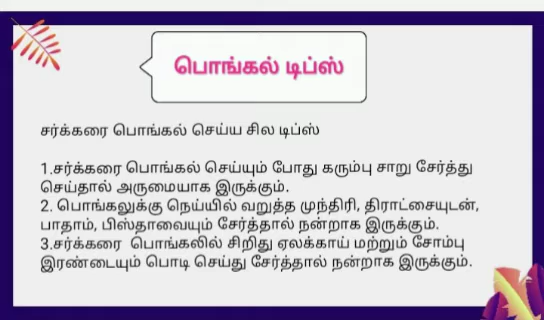 பொங்கல் டிப்ஸ்
சர்க்கரை பொங்கல் செய்ய சில டிப்ஸ்
1.சர்க்கரை பொங்கல் செய்யும் போது கரும்பு சாறு சேர்த்து
செய்தால் அருமையாக இருக்கும்.
2. பொங்கலுக்கு நெய்யில் வறுத்த முந்திரி, திராட்சையுடன்,
பாதாம், பிஸ்தாவையும் சேர்த்தால் நன்றாக இருக்கும்.
3.சர்க்கரை பொங்கலில் சிறிது ஏலக்காய் மற்றும் சோம்பு
இரண்டையும் பொடி செய்து சேர்த்தால் நன்றாக இருக்கும்.